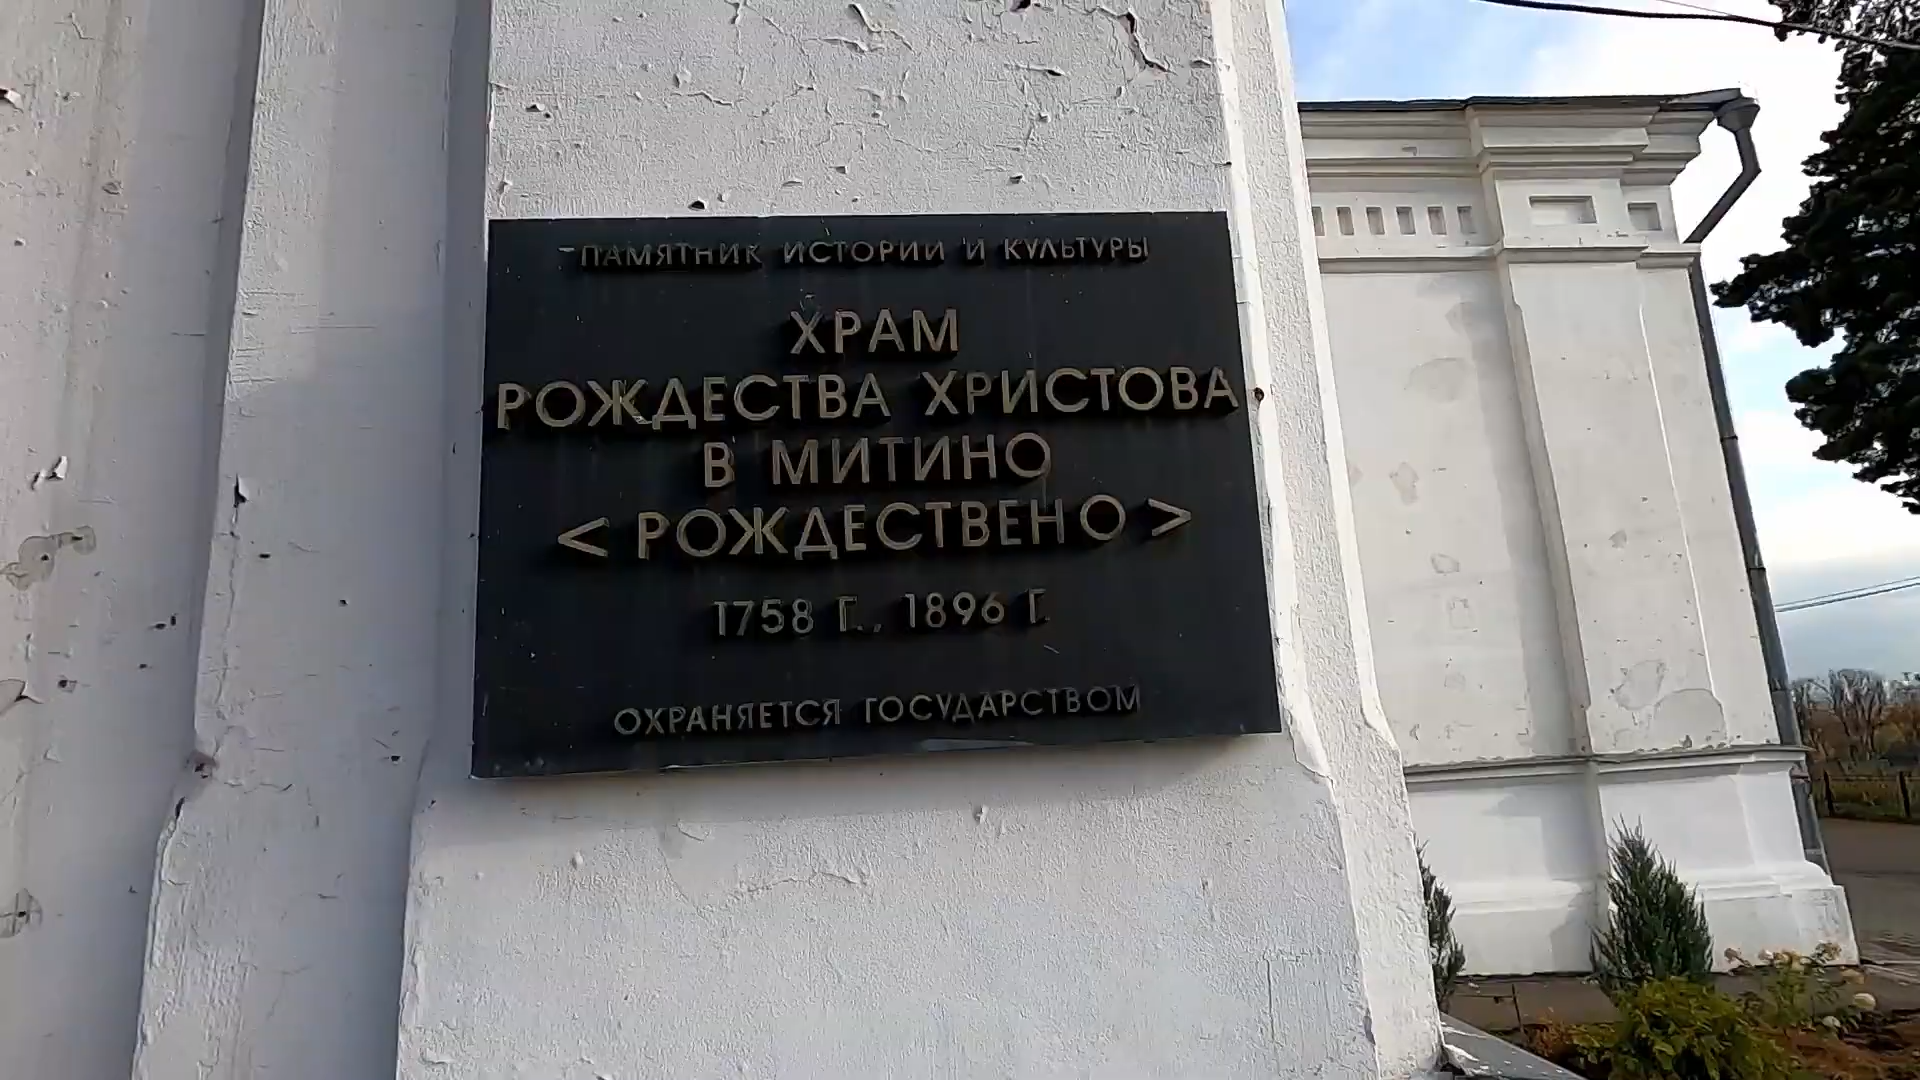 ПАМЯТНИК ИСТОРИИ И КУЛЬТУРЫ
ХРАМ
РОЖДЕСТВА ХРИСТОВА
В МИТИНО
< РОЖДЕСТВЕНО >
1758 Г., 1896 Г.
ОХРАНЯЕТСЯ ГОСУДАРСТВОМ